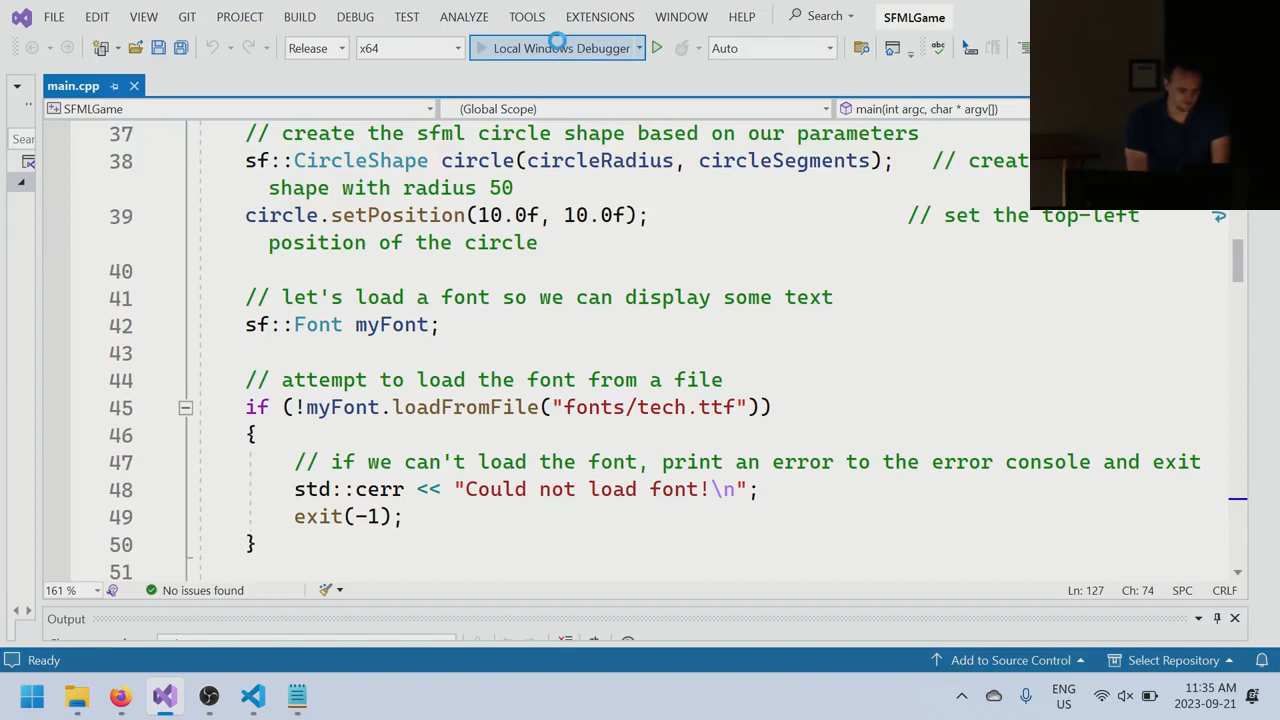 FILE EDIT VIEW GIT PROJECT BUILD DEBUG TEST ANALYZE TOOLS EXTENSIONS WINDOW HELP Search SFMLGame
Release x64 Local Windows Debugger Auto
main.cpp
SFMLGame (Global Scope) main(int argc, char * argv[])
Sear
37 // create the sfml circle shape based on our parameters
38 sf::CircleShape circle(circleRadius, circleSegments); // creat
shape with radius 50
39 circle.setPosition(10.0f, 10.0f); // set the top-left
position of the circle
40
41 // let's load a font so we can display some text
42 sf::Font myFont;
43
44 // attempt to load the font from a file
45 if (!myFont.loadFromFile("fonts/tech.ttf"))
46 {
47 // if we can't load the font, print an error to the error console and exit
48 std::cerr << "Could not load font!\n";
49 exit(-1);
50 }
51
161 % No issues found Ln: 127 Ch: 74 SPC CRLF
Output
Ready Add to Source Control Select Repository
ENG 11:35 AM
US 2023-09-21